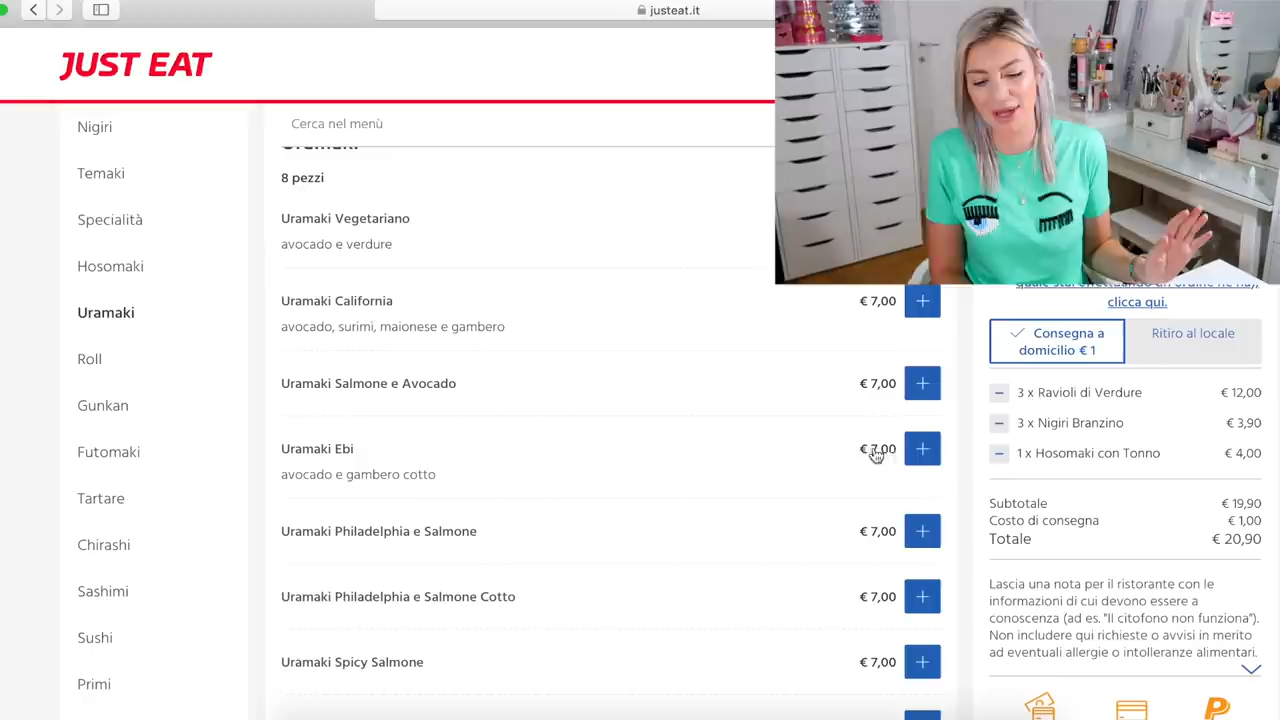 justeat.it
JUST EAT
Nigiri
Temaki
Specialità
Hosomaki
Uramaki
Roll
Gunkan
Futomaki
Tartare
Chirashi
Sashimi
Sushi
Primi
Cerca nel menù
Uramaki
8 pezzi
Uramaki Vegetariano
avocado e verdure
Uramaki California
€ 7,00
avocado, surimi, maionese e gambero
Uramaki Salmone e Avocado
€ 7,00
Uramaki Ebi
€ 7,00
avocado e gambero cotto
Uramaki Philadelphia e Salmone
€ 7,00
Uramaki Philadelphia e Salmone Cotto
€ 7,00
Uramaki Spicy Salmone
€ 7,00
clicca qui.
Consegna a
domicilio € 1
Ritiro al locale
3 x Ravioli di Verdure € 12,00
3 x Nigiri Branzino € 3,90
1 x Hosomaki con Tonno € 4,00
Subtotale € 19,90
Costo di consegna € 1,00
Totale € 20,90
Lascia una nota per il ristorante con le
informazioni di cui devono essere a
conoscenza (ad es. "Il citofono non funziona").
Non includere qui richieste o avvisi in merito
ad eventuali allergie o intolleranze alimentari.